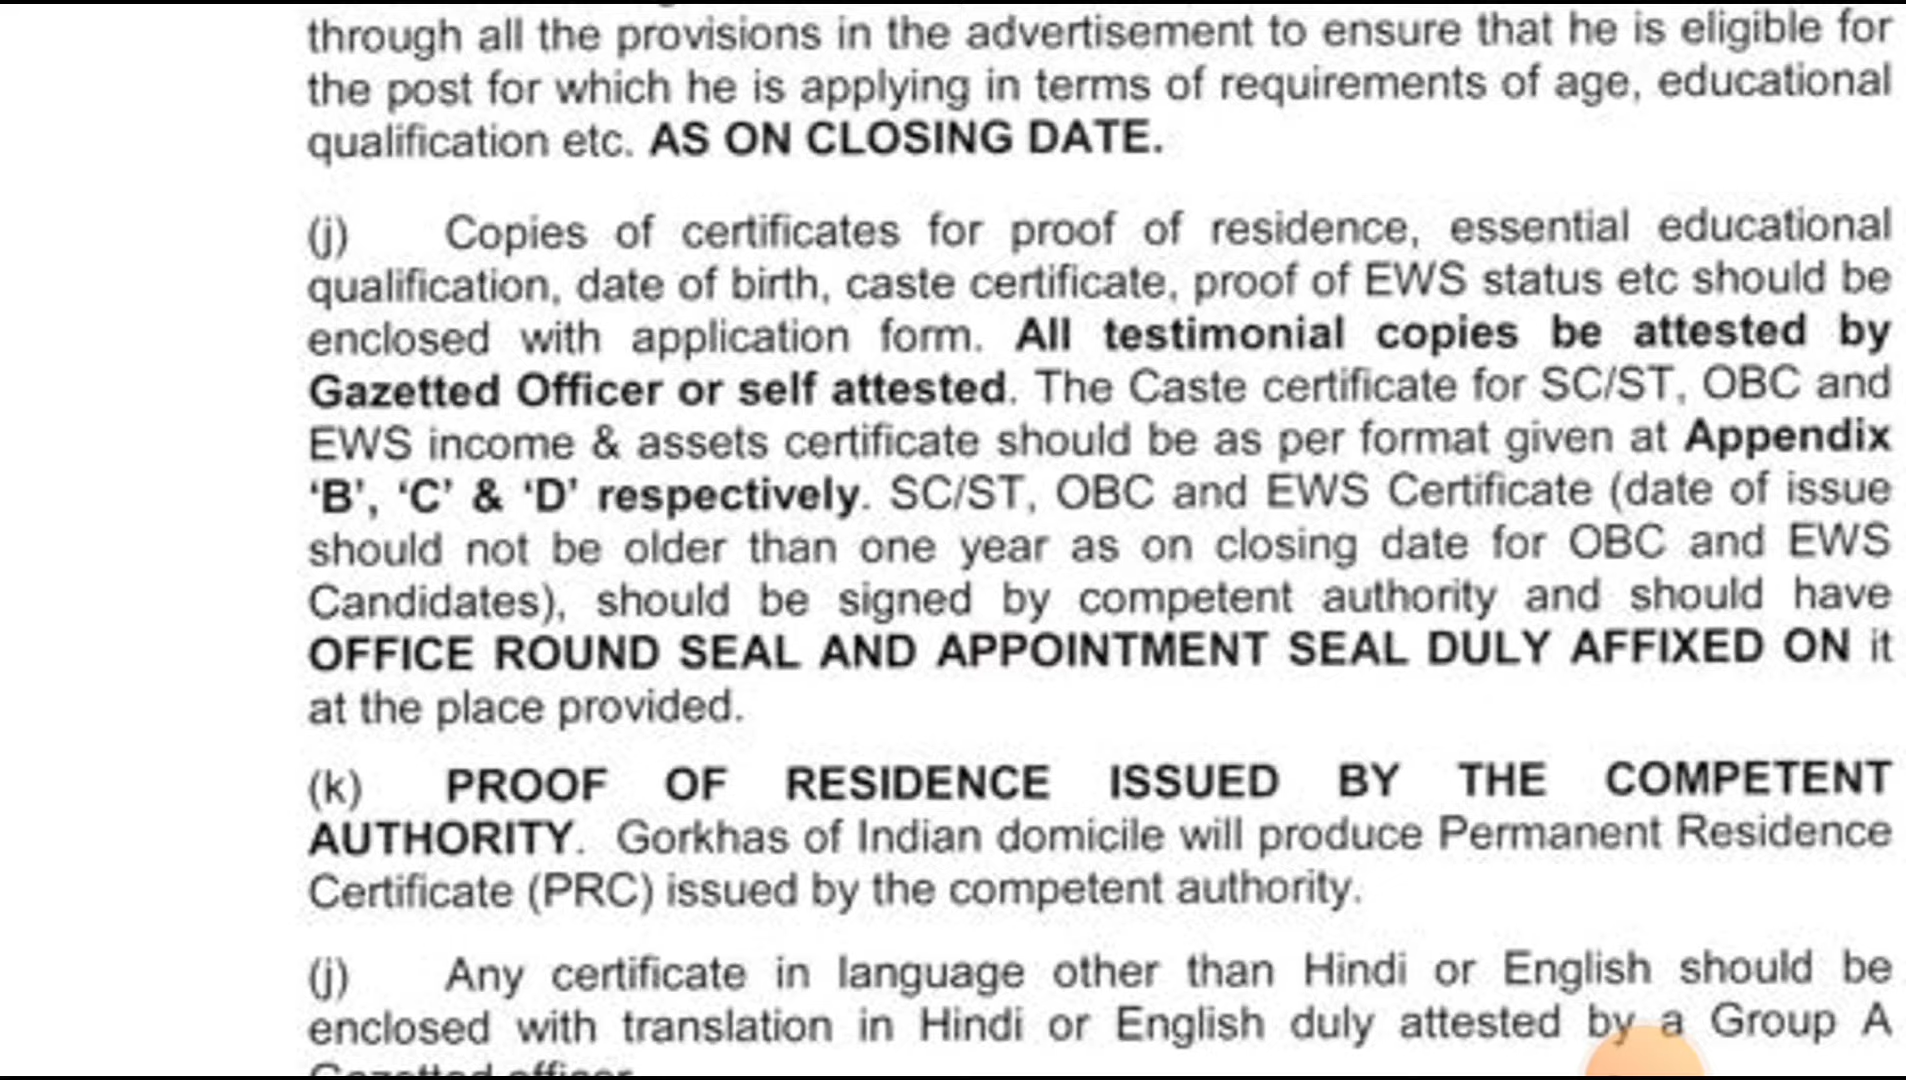 through all the provisions in the advertisement to ensure that he is eligible for
the post for which he is applying in terms of requirements of age, educational
qualification etc. AS ON CLOSING DATE.
(j) Copies of certificates for proof of residence, essential educational
qualification, date of birth, caste certificate, proof of EWS status etc should be
enclosed with application form. All testimonial copies be attested by
Gazetted Officer or self attested. The Caste certificate for SC/ST, OBC and
EWS income & assets certificate should be as per format given at Appendix
‘B’, ‘C’ & ‘D’ respectively. SC/ST, OBC and EWS Certificate (date of issue
should not be older than one year as on closing date for OBC and EWS
Candidates), should be signed by competent authority and should have
OFFICE ROUND SEAL AND APPOINTMENT SEAL DULY AFFIXED ON it
at the place provided.
(k) PROOF OF RESIDENCE ISSUED BY THE COMPETENT
AUTHORITY. Gorkhas of Indian domicile will produce Permanent Residence
Certificate (PRC) issued by the competent authority.
(j) Any certificate in language other than Hindi or English should be
enclosed with translation in Hindi or English duly attested by a Group A
Gazetted officer